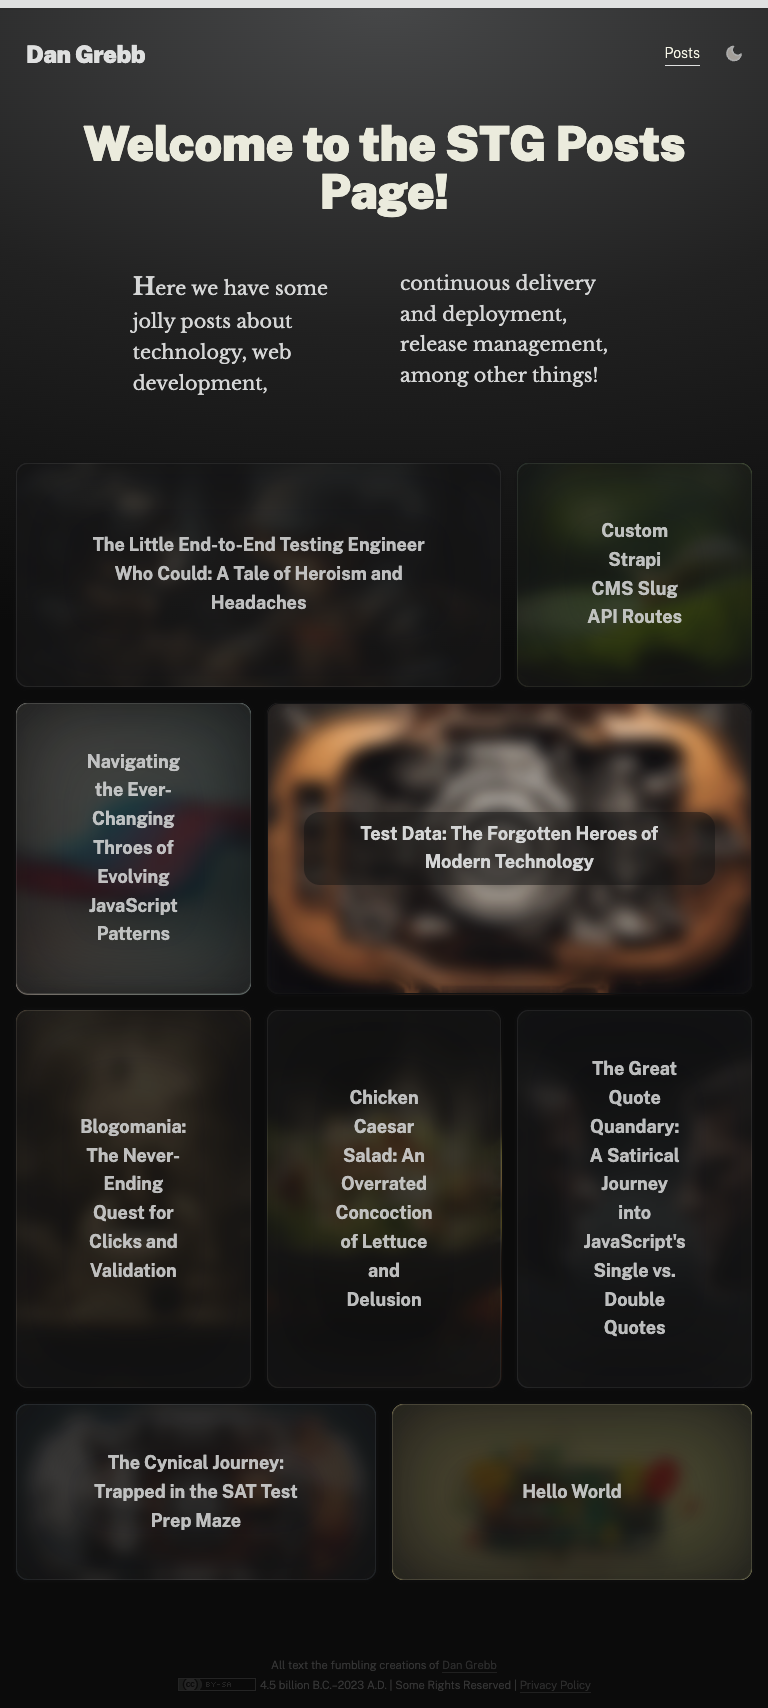 Dan Grebb
Posts
Welcome to the STG Posts
Page!
Here we have some
jolly posts about
technology, web
development,
continuous delivery
and deployment,
release management,
among other things!
The Little End-to-End Testing Engineer
Who Could: A Tale of Heroism and
Headaches
Custom
Strapi
CMS Slug
API Routes
Navigating
the Ever-
Changing
Throes of
Evolving
JavaScript
Patterns
Test Data: The Forgotten Heroes of
Modern Technology
Blogomania:
The Never-
Ending
Quest for
Clicks and
Validation
Chicken
Caesar
Salad: An
Overrated
Concoction
of Lettuce
and
Delusion
The Great
Quote
Quandary:
A Satirical
Journey
into
JavaScript's
Single vs.
Double
Quotes
The Cynical Journey:
Trapped in the SAT Test
Prep Maze
Hello World
All text the fumbling creations of Dan Grebb
CC BY-SA 4.5 billion B.C.–2023 A.D. | Some Rights Reserved | Privacy Policy